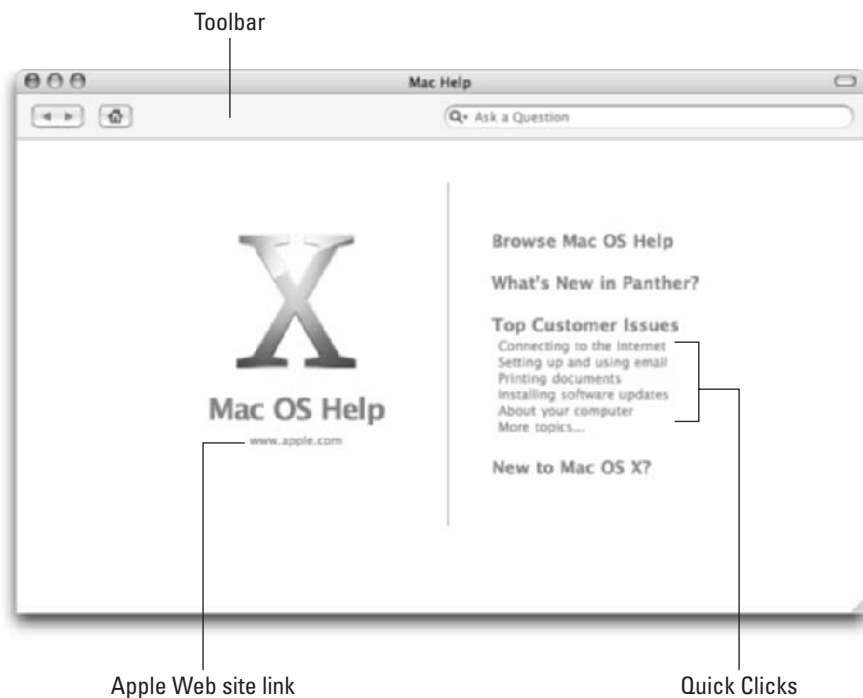 Toolbar
Mac Help
Ask a Question
X
Mac OS Help
www.apple.com
Browse Mac OS Help
What's New in Panther?
Top Customer Issues
Connecting to the Internet
Setting up and using email
Printing documents
Installing software updates
About your computer
More topics...
New to Mac OS X?
Apple Web site link
Quick Clicks